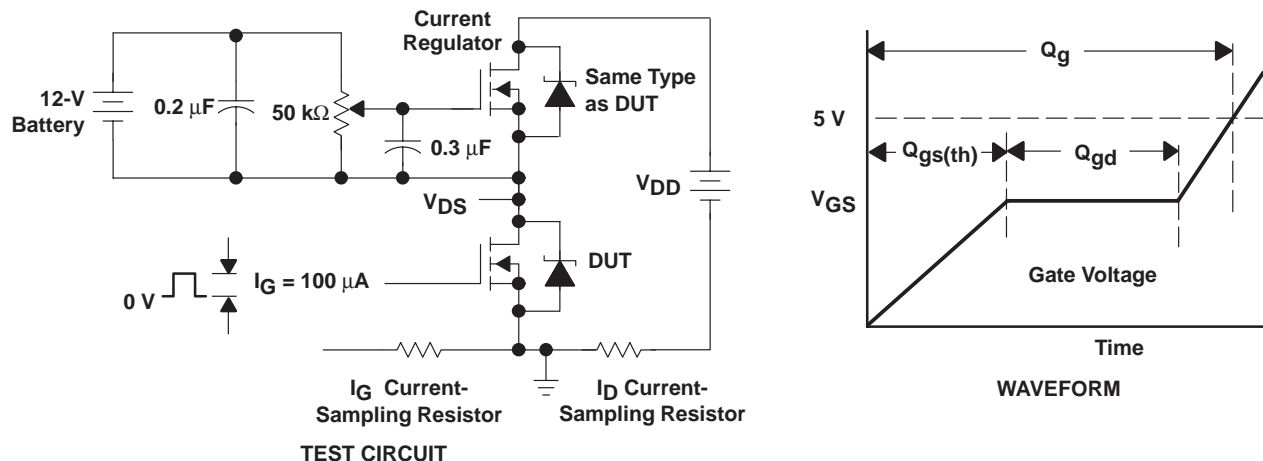 Current
Regulator
12-V
Battery
0.2 μF
50 kΩ
0.3 μF
Same Type
as DUT
VDD
VDS
DUT
0 V
IG = 100 μA
IG Current-
Sampling Resistor
ID Current-
Sampling Resistor
TEST CIRCUIT
Qg
5 V
Qgs(th)
Qgd
VGS
Gate Voltage
Time
WAVEFORM